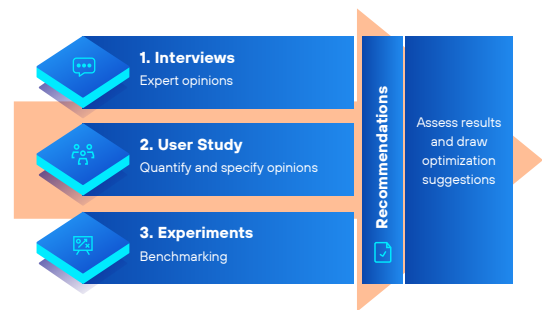 1. Interviews
Expert opinions
2. User Study
Quantify and specify opinions
3. Experiments
Benchmarking
Recommendations
Assess results
and draw
optimization
suggestions